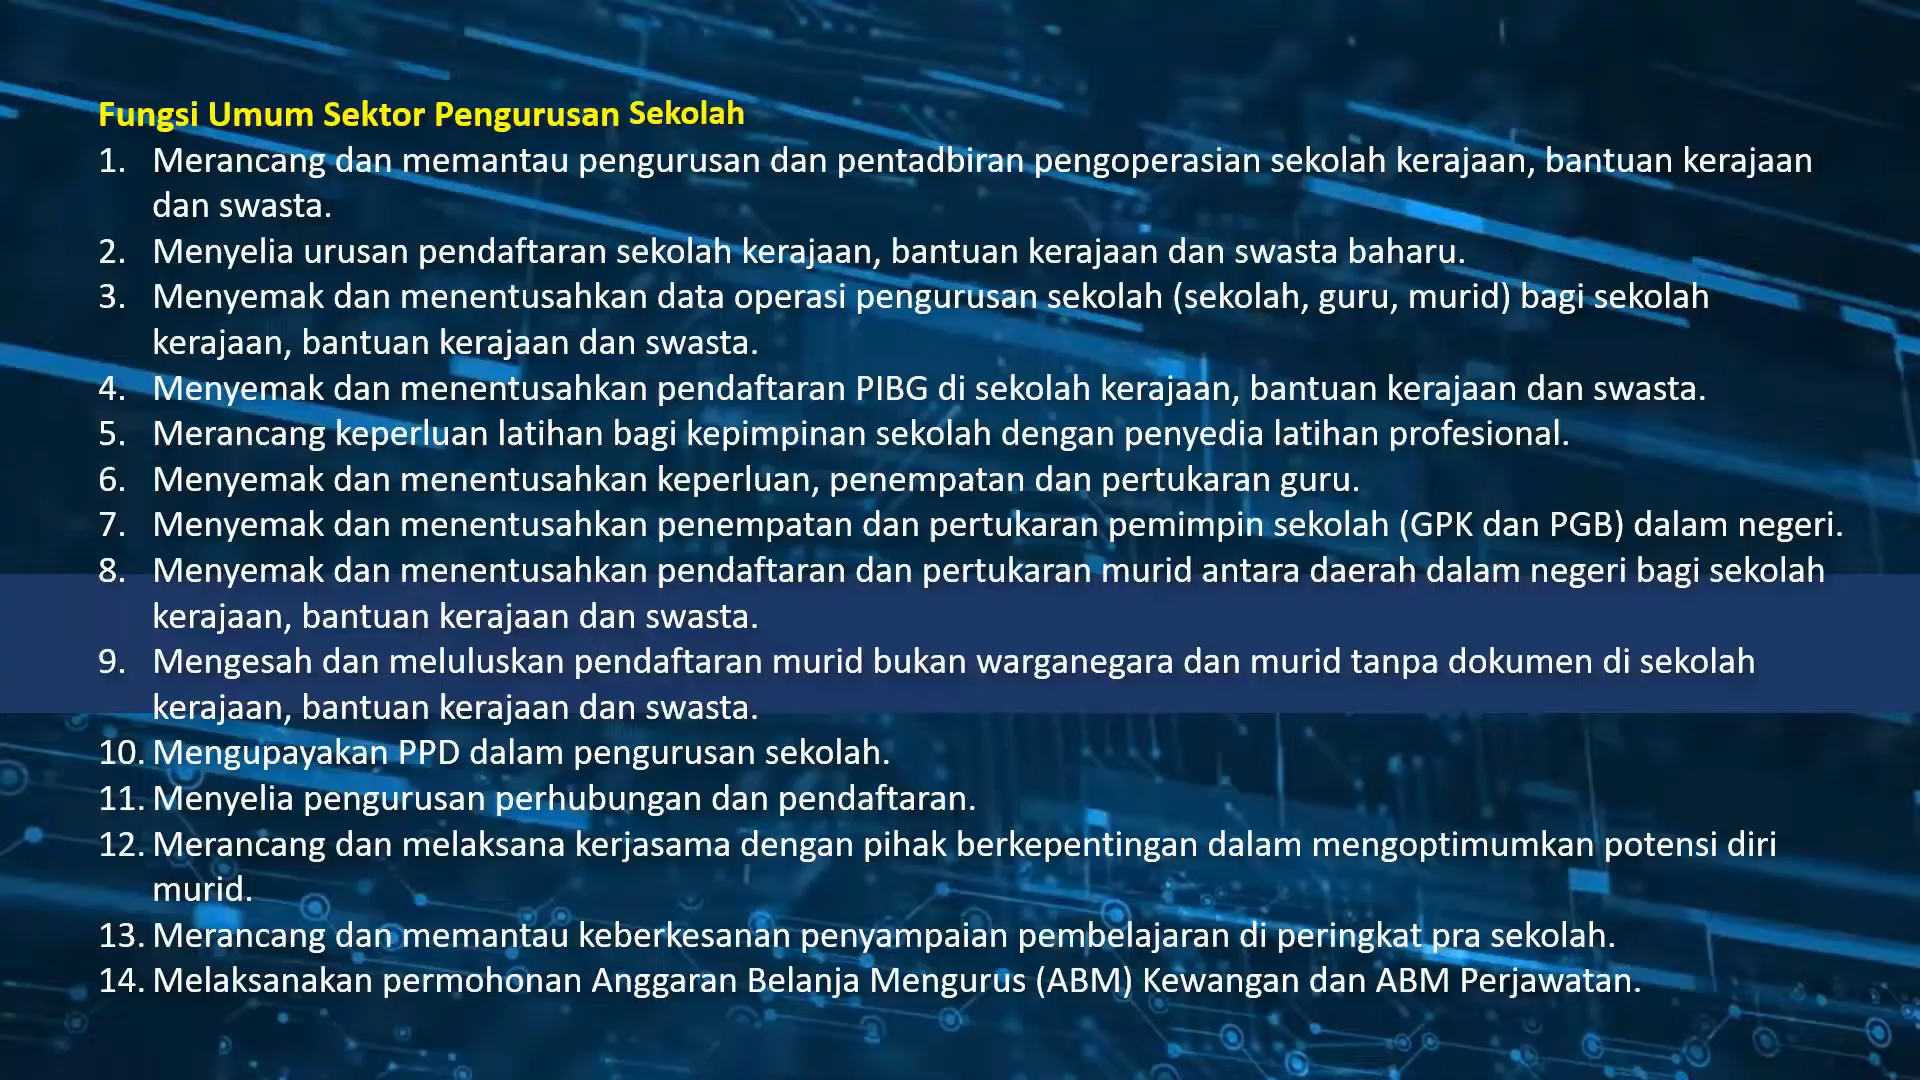 Fungsi Umum Sektor Pengurusan Sekolah
1. Merancang dan memantau pengurusan dan pentadbiran pengoperasian sekolah kerajaan, bantuan kerajaan
dan swasta.
2. Menyelia urusan pendaftaran sekolah kerajaan, bantuan kerajaan dan swasta baharu.
3. Menyemak dan menentusahkan data operasi pengurusan sekolah (sekolah, guru, murid) bagi sekolah
kerajaan, bantuan kerajaan dan swasta.
4. Menyemak dan menentusahkan pendaftaran PIBG di sekolah kerajaan, bantuan kerajaan dan swasta.
5. Merancang keperluan latihan bagi kepimpinan sekolah dengan penyedia latihan profesional.
6. Menyemak dan menentusahkan keperluan, penempatan dan pertukaran guru.
7. Menyemak dan menentusahkan penempatan dan pertukaran pemimpin sekolah (GPK dan PGB) dalam negeri.
8. Menyemak dan menentusahkan pendaftaran dan pertukaran murid antara daerah dalam negeri bagi sekolah
kerajaan, bantuan kerajaan dan swasta.
9. Mengesah dan meluluskan pendaftaran murid bukan warganegara dan murid tanpa dokumen di sekolah
kerajaan, bantuan kerajaan dan swasta.
10. Mengupayakan PPD dalam pengurusan sekolah.
11. Menyelia pengurusan perhubungan dan pendaftaran.
12. Merancang dan melaksana kerjasama dengan pihak berkepentingan dalam mengoptimumkan potensi diri
murid.
13. Merancang dan memantau keberkesanan penyampaian pembelajaran di peringkat pra sekolah.
14. Melaksanakan permohonan Anggaran Belanja Mengurus (ABM) Kewangan dan ABM Perjawatan.